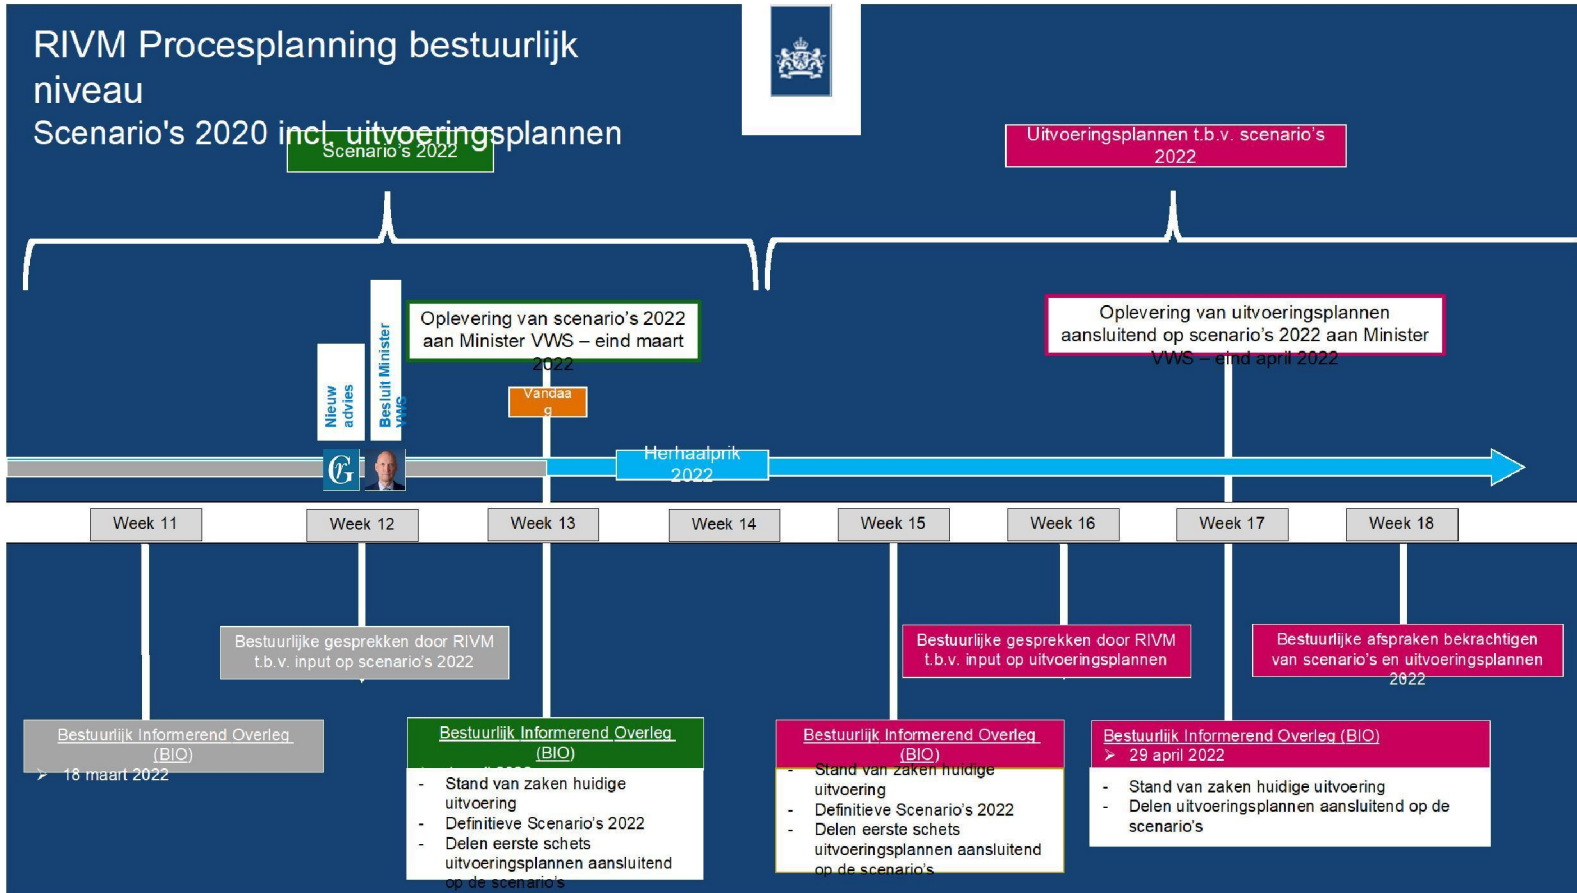 RIVM Procesplanning bestuurlijk
niveau
Scenario's 2020 incl. uitvoeringsplannen
Scenario's 2022
Uitvoeringsplannen t.b.v. scenario's
2022
Nieuw
advies
Besluit Minister
VWS
Oplevering van scenario's 2022
aan Minister VWS – eind maart
2022
Vandaa
g
Oplevering van uitvoeringsplannen
aansluitend op scenario's 2022 aan Minister
VWS – eind april 2022
Gr
Herhaalprik
2022
Week 11
Week 12
Week 13
Week 14
Week 15
Week 16
Week 17
Week 18
Bestuurlijke gesprekken door RIVM
t.b.v. input op scenario's 2022
Bestuurlijke gesprekken door RIVM
t.b.v. input op uitvoeringsplannen
Bestuurlijke afspraken bekrachtigen
van scenario's en uitvoeringsplannen
2022
Bestuurlijk Informerend Overleg
(BIO)
➢ 18 maart 2022
Bestuurlijk Informerend Overleg
(BIO)
- Stand van zaken huidige
uitvoering
- Definitieve Scenario's 2022
- Delen eerste schets
uitvoeringsplannen aansluitend
op de scenario's
Bestuurlijk Informerend Overleg
(BIO)
- Stand van zaken huidige
uitvoering
- Definitieve Scenario's 2022
- Delen eerste schets
uitvoeringsplannen aansluitend
op de scenario's
Bestuurlijk Informerend Overleg (BIO)
➢ 29 april 2022
- Stand van zaken huidige uitvoering
- Delen uitvoeringsplannen aansluitend op de
scenario's